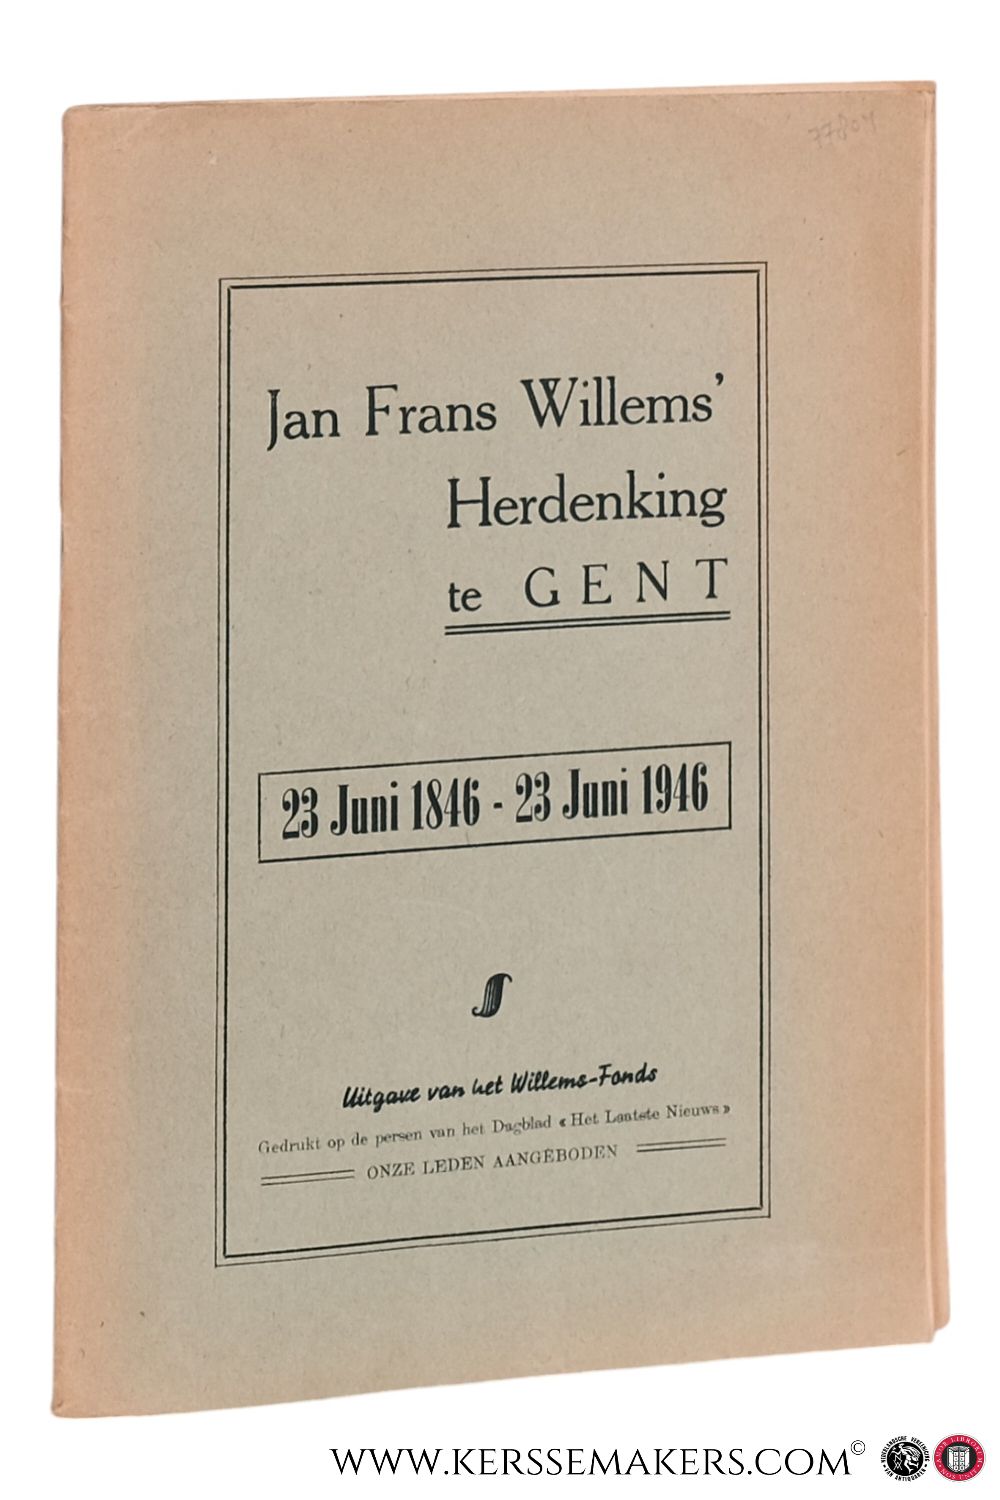 77804
Jan Frans Willems’
Herdenking
te GENT
23 Juni 1846 - 23 Juni 1946
Uitgave van het Willems-Fonds
Gedrukt op de persen van het Dagblad « Het Laatste Nieuws »
ONZE LEDEN AANGEBODEN
WWW.KERSSEMAKERS.COM©